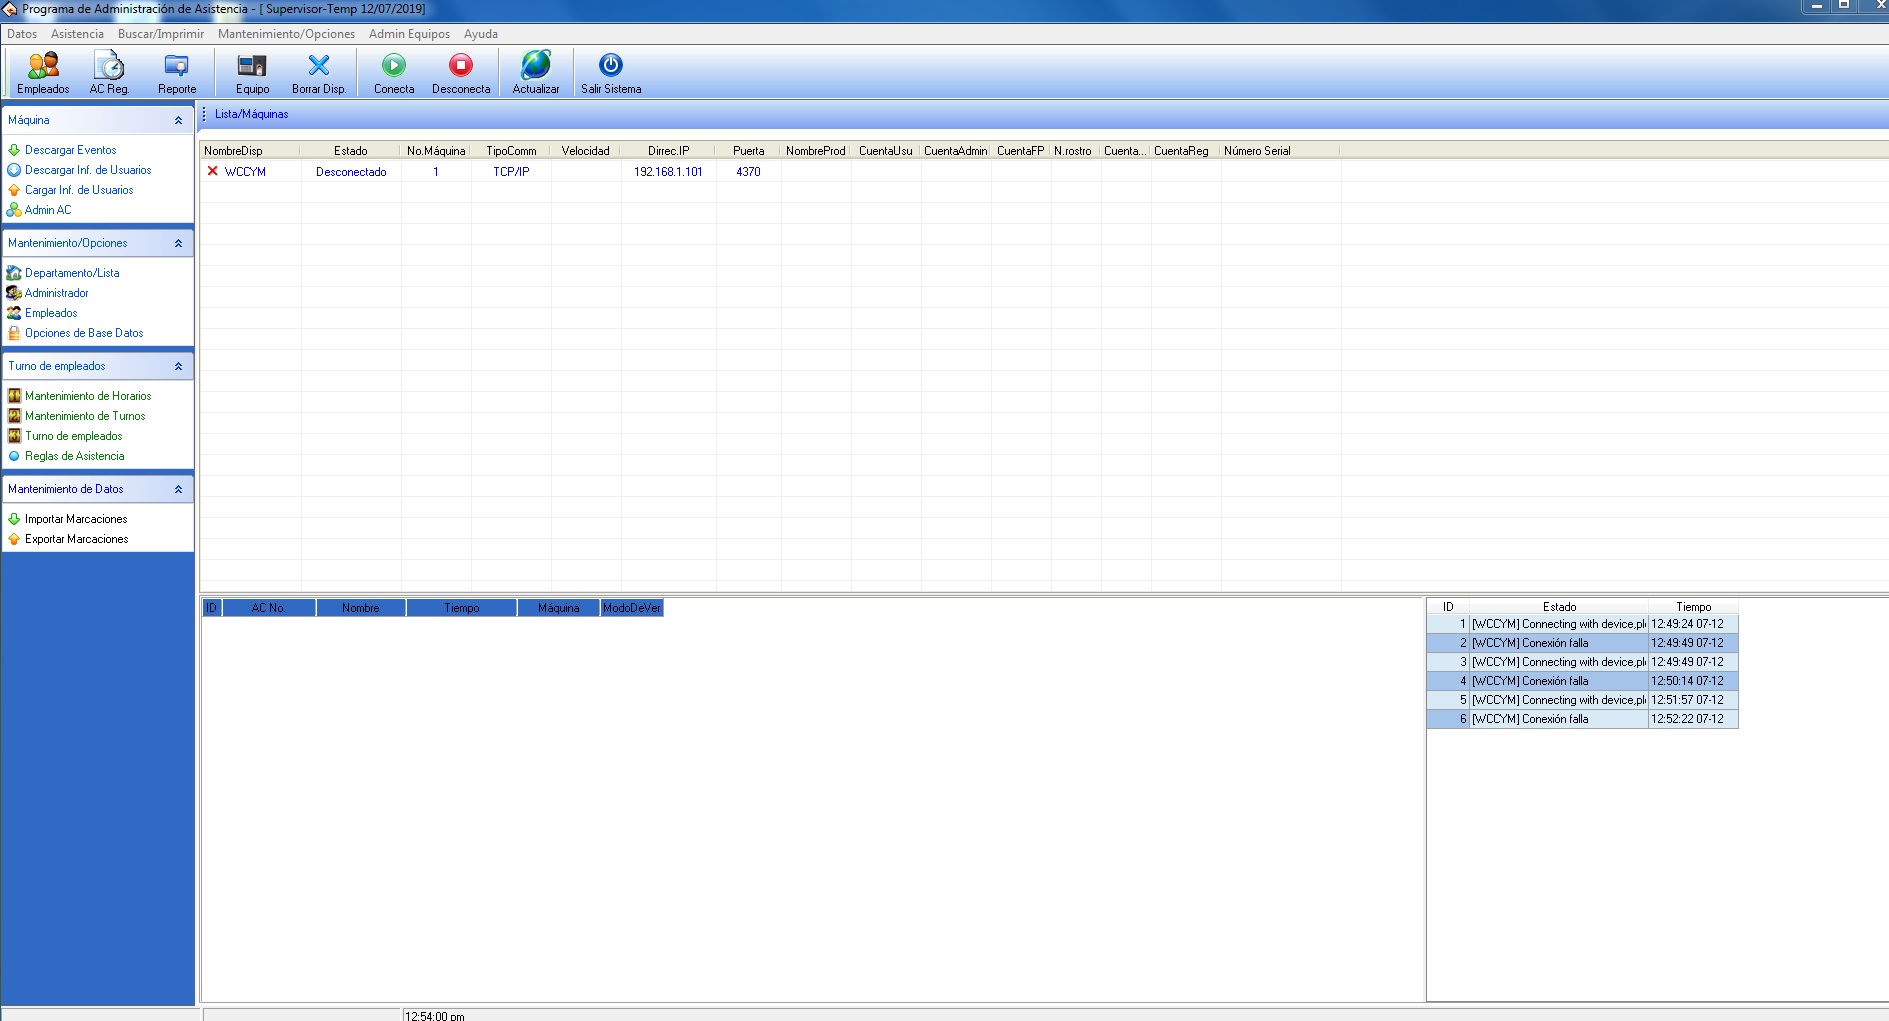 Programa de Administración de Asistencia - [ Supervisor-Temp 12/07/2019]
Datos Asistencia Buscar/Imprimir Mantenimiento/Opciones Admin Equipos Ayuda
Empleados AC Reg. Reporte Equipo Borrar Disp. Conecta Desconecta Actualizar Salir Sistema
Máquina
Descargar Eventos
Descargar Inf. de Usuarios
Cargar Inf. de Usuarios
Admin AC
Mantenimiento/Opciones
Departamento/Lista
Administrador
Empleados
Opciones de Base Datos
Turno de empleados
Mantenimiento de Horarios
Mantenimiento de Turnos
Turno de empleados
Reglas de Asistencia
Mantenimiento de Datos
Importar Marcaciones
Exportar Marcaciones
Lista/Máquinas
NombreDisp Estado No.Máquina TipoComm Velocidad Dirrec.IP Puerta NombreProd CuentaUsu CuentaAdmin CuentaFP N.rostro Cuenta... CuentaReg Número Serial
WCCYM Desconectado 1 TCP/IP 192.168.1.101 4370
ID AC No. Nombre Tiempo Máquina ModoDeVer
ID Estado Tiempo
1 [WCCYM] Connecting with device,pl 12:49:24 07-12
2 [WCCYM] Conexión falla 12:49:49 07-12
3 [WCCYM] Connecting with device,pl 12:49:49 07-12
4 [WCCYM] Conexión falla 12:50:14 07-12
5 [WCCYM] Connecting with device,pl 12:51:57 07-12
6 [WCCYM] Conexión falla 12:52:22 07-12
12:54:00 pm